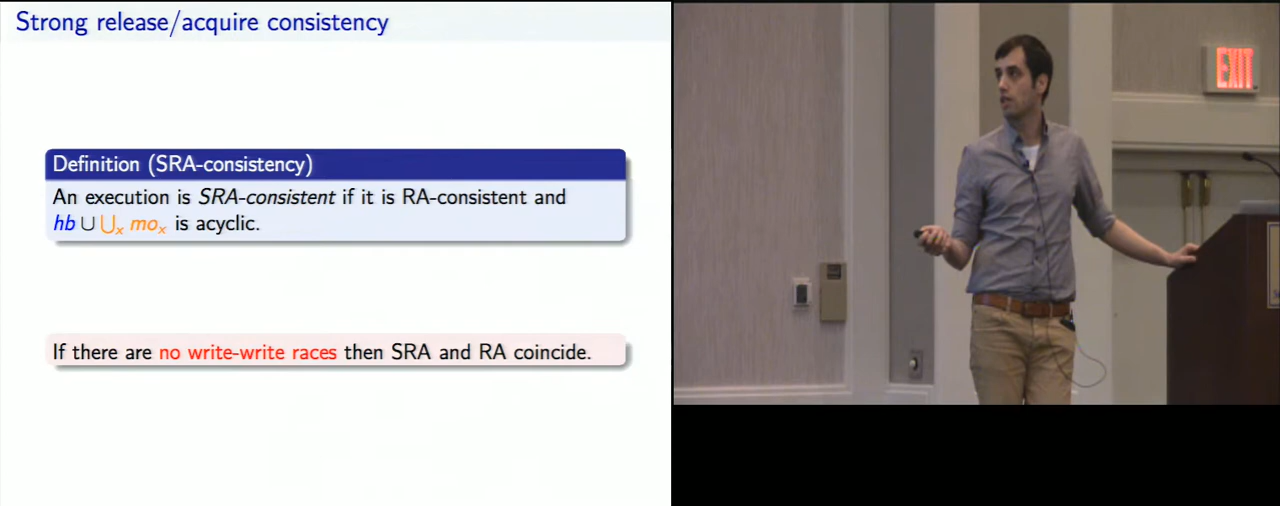 Strong release/acquire consistency
Definition (SRA-consistency)
An execution is SRA-consistent if it is RA-consistent and
hb ∪ ⋃ₓ moₓ is acyclic.
If there are no write-write races then SRA and RA coincide.
EXIT